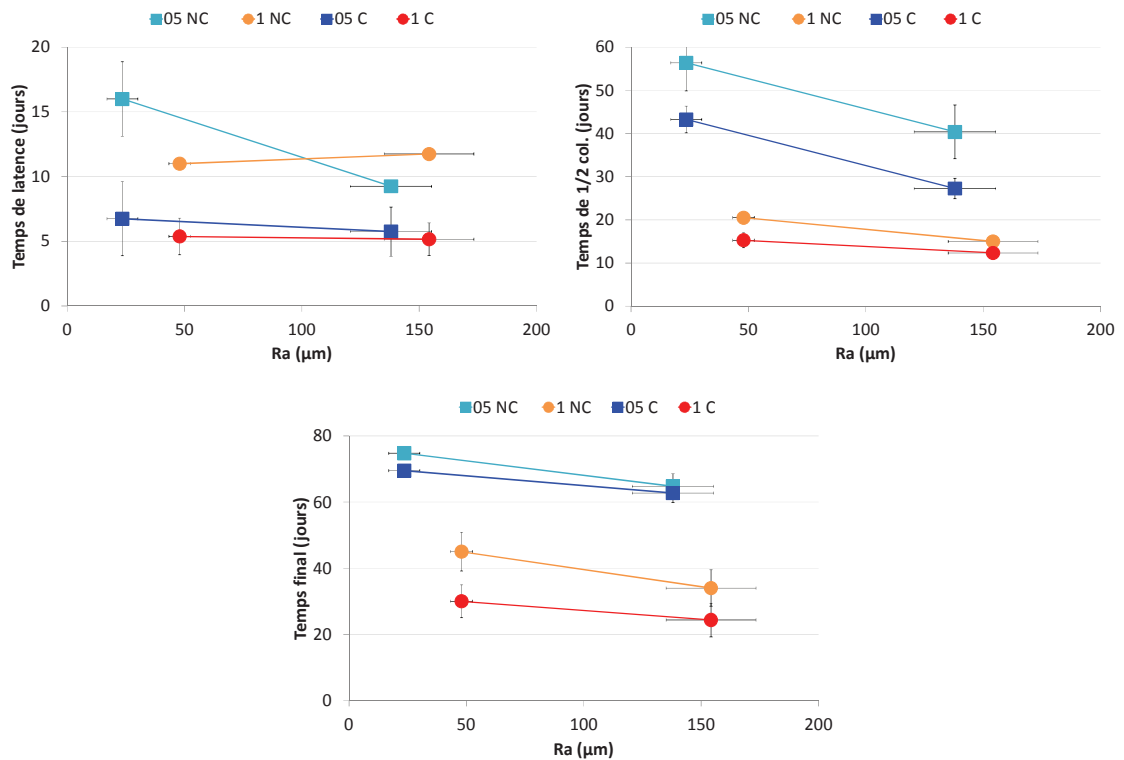 05 NC 1 NC 05 C 1 C
Temps de latence (jours)
20
15
10
5
0
0 50 100 150 200
Ra (μm)
05 NC 1 NC 05 C 1 C
Temps de 1/2 col. (jours)
60
50
40
30
20
10
0
0 50 100 150 200
Ra (μm)
05 NC 1 NC 05 C 1 C
Temps final (jours)
80
60
40
20
0
0 50 100 150 200
Ra (μm)